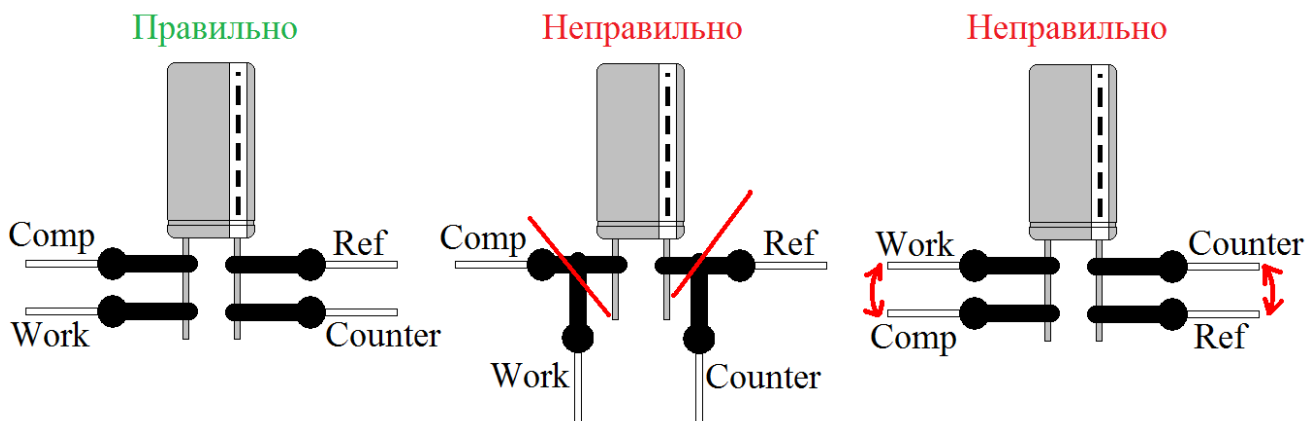 Правильно
Comp
Ref
Work
Counter
Неправильно
Comp
Ref
Work
Counter
Неправильно
Work
Counter
Comp
Ref